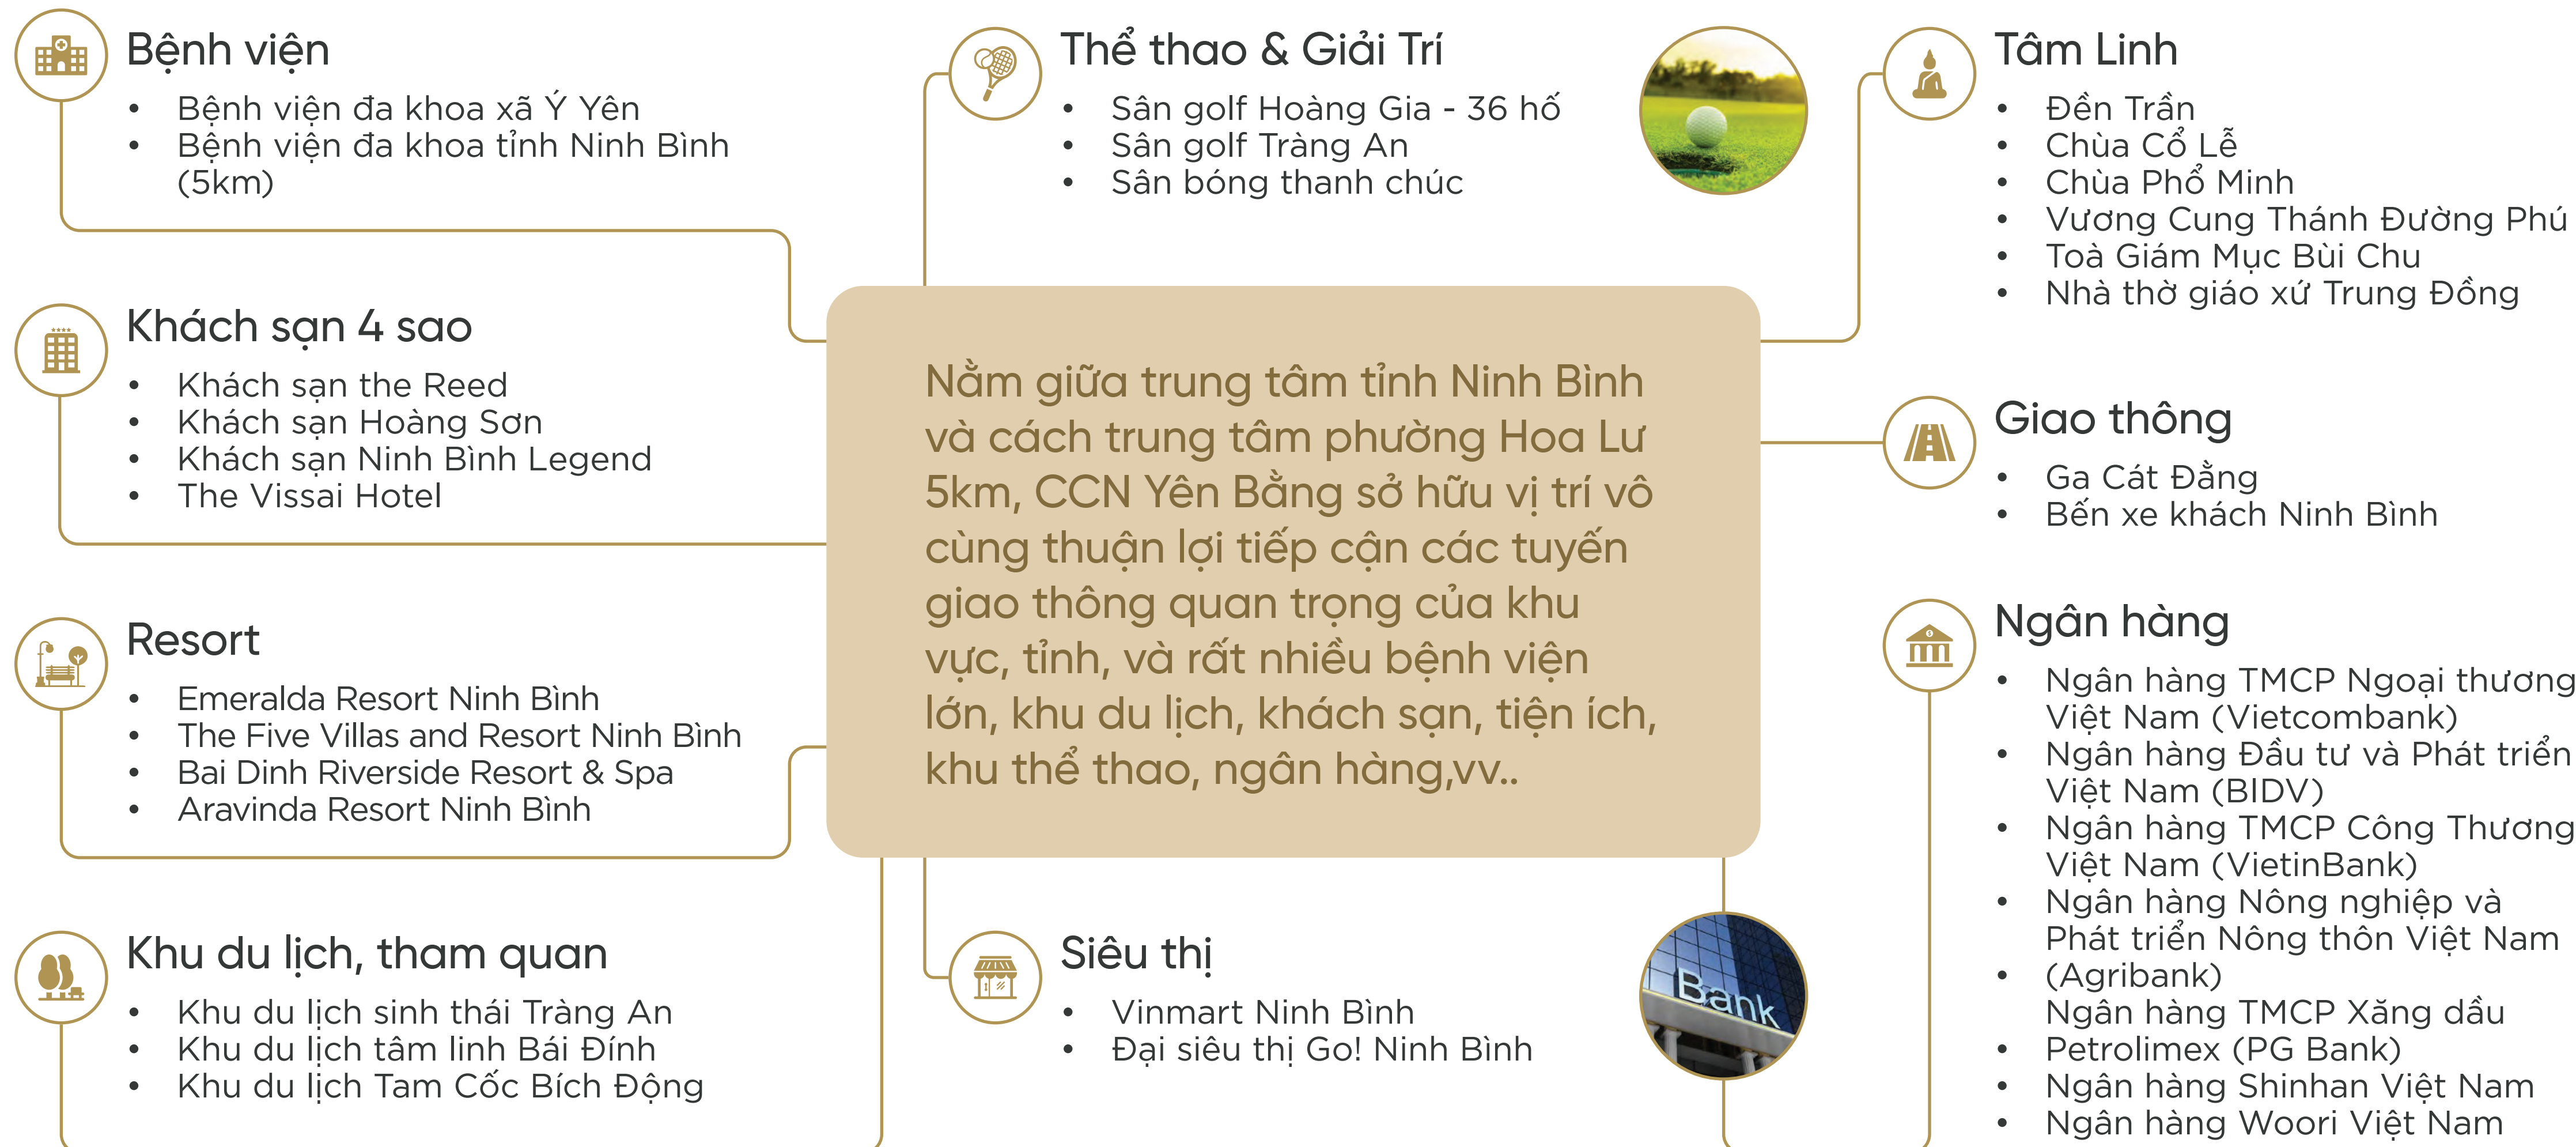 Bệnh viện
• Bệnh viện đa khoa xã Ý Yên
• Bệnh viện đa khoa tỉnh Ninh Bình
(5km)
Khách sạn 4 sao
• Khách sạn the Reed
• Khách sạn Hoàng Sơn
• Khách sạn Ninh Bình Legend
• The Vissai Hotel
Resort
• Emeralda Resort Ninh Bình
• The Five Villas and Resort Ninh Bình
• Bai Dinh Riverside Resort & Spa
• Aravinda Resort Ninh Bình
Khu du lịch, tham quan
• Khu du lịch sinh thái Tràng An
• Khu du lịch tâm linh Bái Đính
• Khu du lịch Tam Cốc Bích Động
Thể thao & Giải Trí
• Sân golf Hoàng Gia - 36 hố
• Sân golf Tràng An
• Sân bóng thanh chúc
Nằm giữa trung tâm tỉnh Ninh Bình
và cách trung tâm phường Hoa Lư
5km, CCN Yên Bằng sở hữu vị trí vô
cùng thuận lợi tiếp cận các tuyến
giao thông quan trọng của khu
vực, tỉnh, và rất nhiều bệnh viện
lớn, khu du lịch, khách sạn, tiện ích,
khu thể thao, ngân hàng,vv..
Siêu thị
• Vinmart Ninh Bình
• Đại siêu thị Go! Ninh Bình
Bank
Tâm Linh
• Đền Trần
• Chùa Cổ Lễ
• Chùa Phổ Minh
• Vương Cung Thánh Đường Phú
• Toà Giám Mục Bùi Chu
• Nhà thờ giáo xứ Trung Đồng
Giao thông
• Ga Cát Đằng
• Bến xe khách Ninh Bình
Ngân hàng
• Ngân hàng TMCP Ngoại thương
Việt Nam (Vietcombank)
• Ngân hàng Đầu tư và Phát triển
Việt Nam (BIDV)
• Ngân hàng TMCP Công Thương
Việt Nam (VietinBank)
• Ngân hàng Nông nghiệp và
Phát triển Nông thôn Việt Nam
• (Agribank)
Ngân hàng TMCP Xăng dầu
• Petrolimex (PG Bank)
• Ngân hàng Shinhan Việt Nam
• Ngân hàng Woori Việt Nam